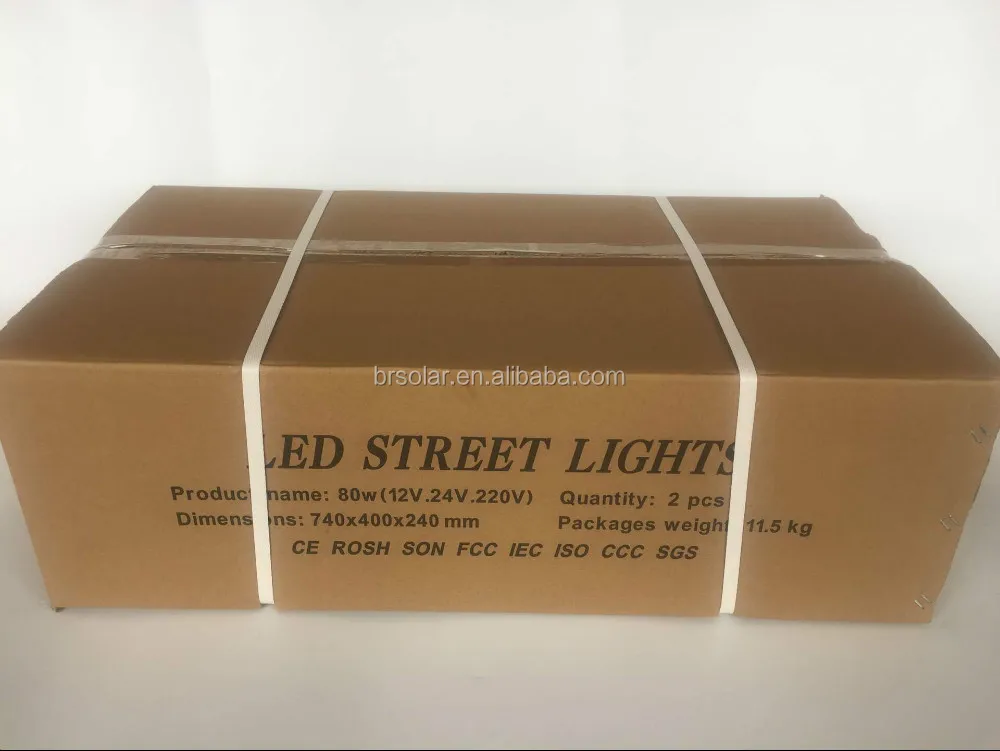 brsolar.en.alibaba.com
LED STREET LIGHTS
Product name: 80w(12V.24V.220V) Quantity: 2 pcs
Dimensions: 740x400x240 mm Packages weight: 11.5 kg
CE ROSH SON FCC IEC ISO CCC SGS